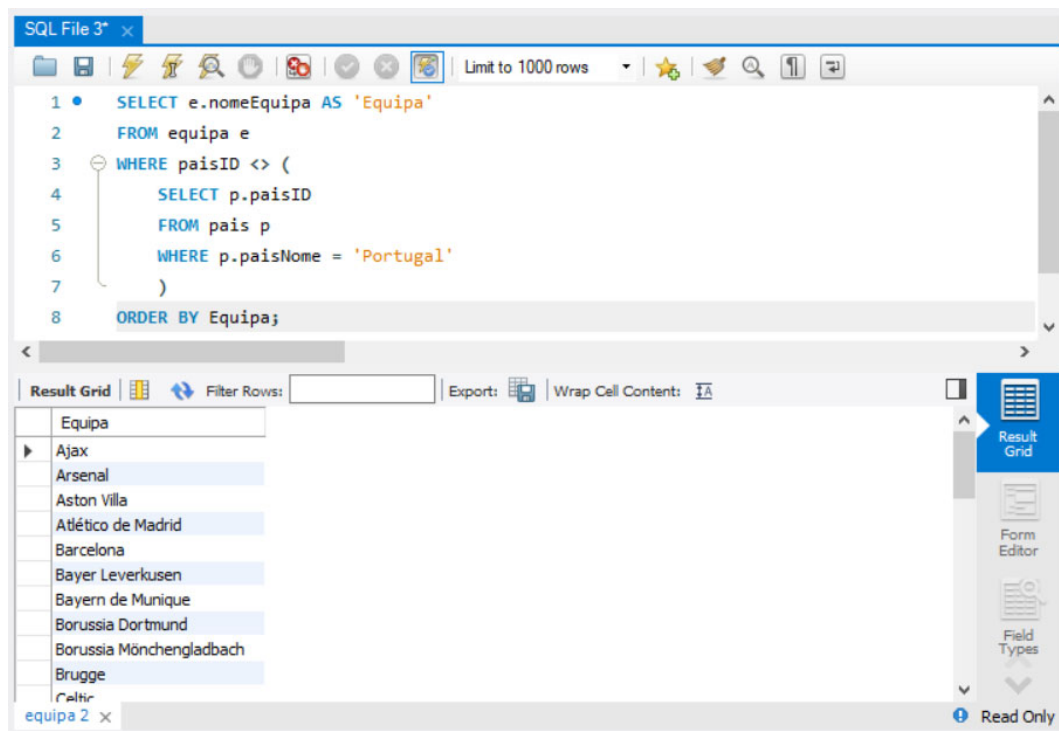 SQL File 3*
Limit to 1000 rows
1 SELECT e.nomeEquipa AS 'Equipa'
2 FROM equipa e
3 WHERE paisID <> (
4 SELECT p.paisID
5 FROM pais p
6 WHERE p.paisNome = 'Portugal'
7 )
8 ORDER BY Equipa;
Result Grid Filter Rows: Export: Wrap Cell Content:
Equipa
Ajax
Arsenal
Aston Villa
Atlético de Madrid
Barcelona
Bayer Leverkusen
Bayern de Munique
Borussia Dortmund
Borussia Mönchengladbach
Brugge
Celtic
Result
Grid
Form
Editor
Field
Types
equipa 2
Read Only